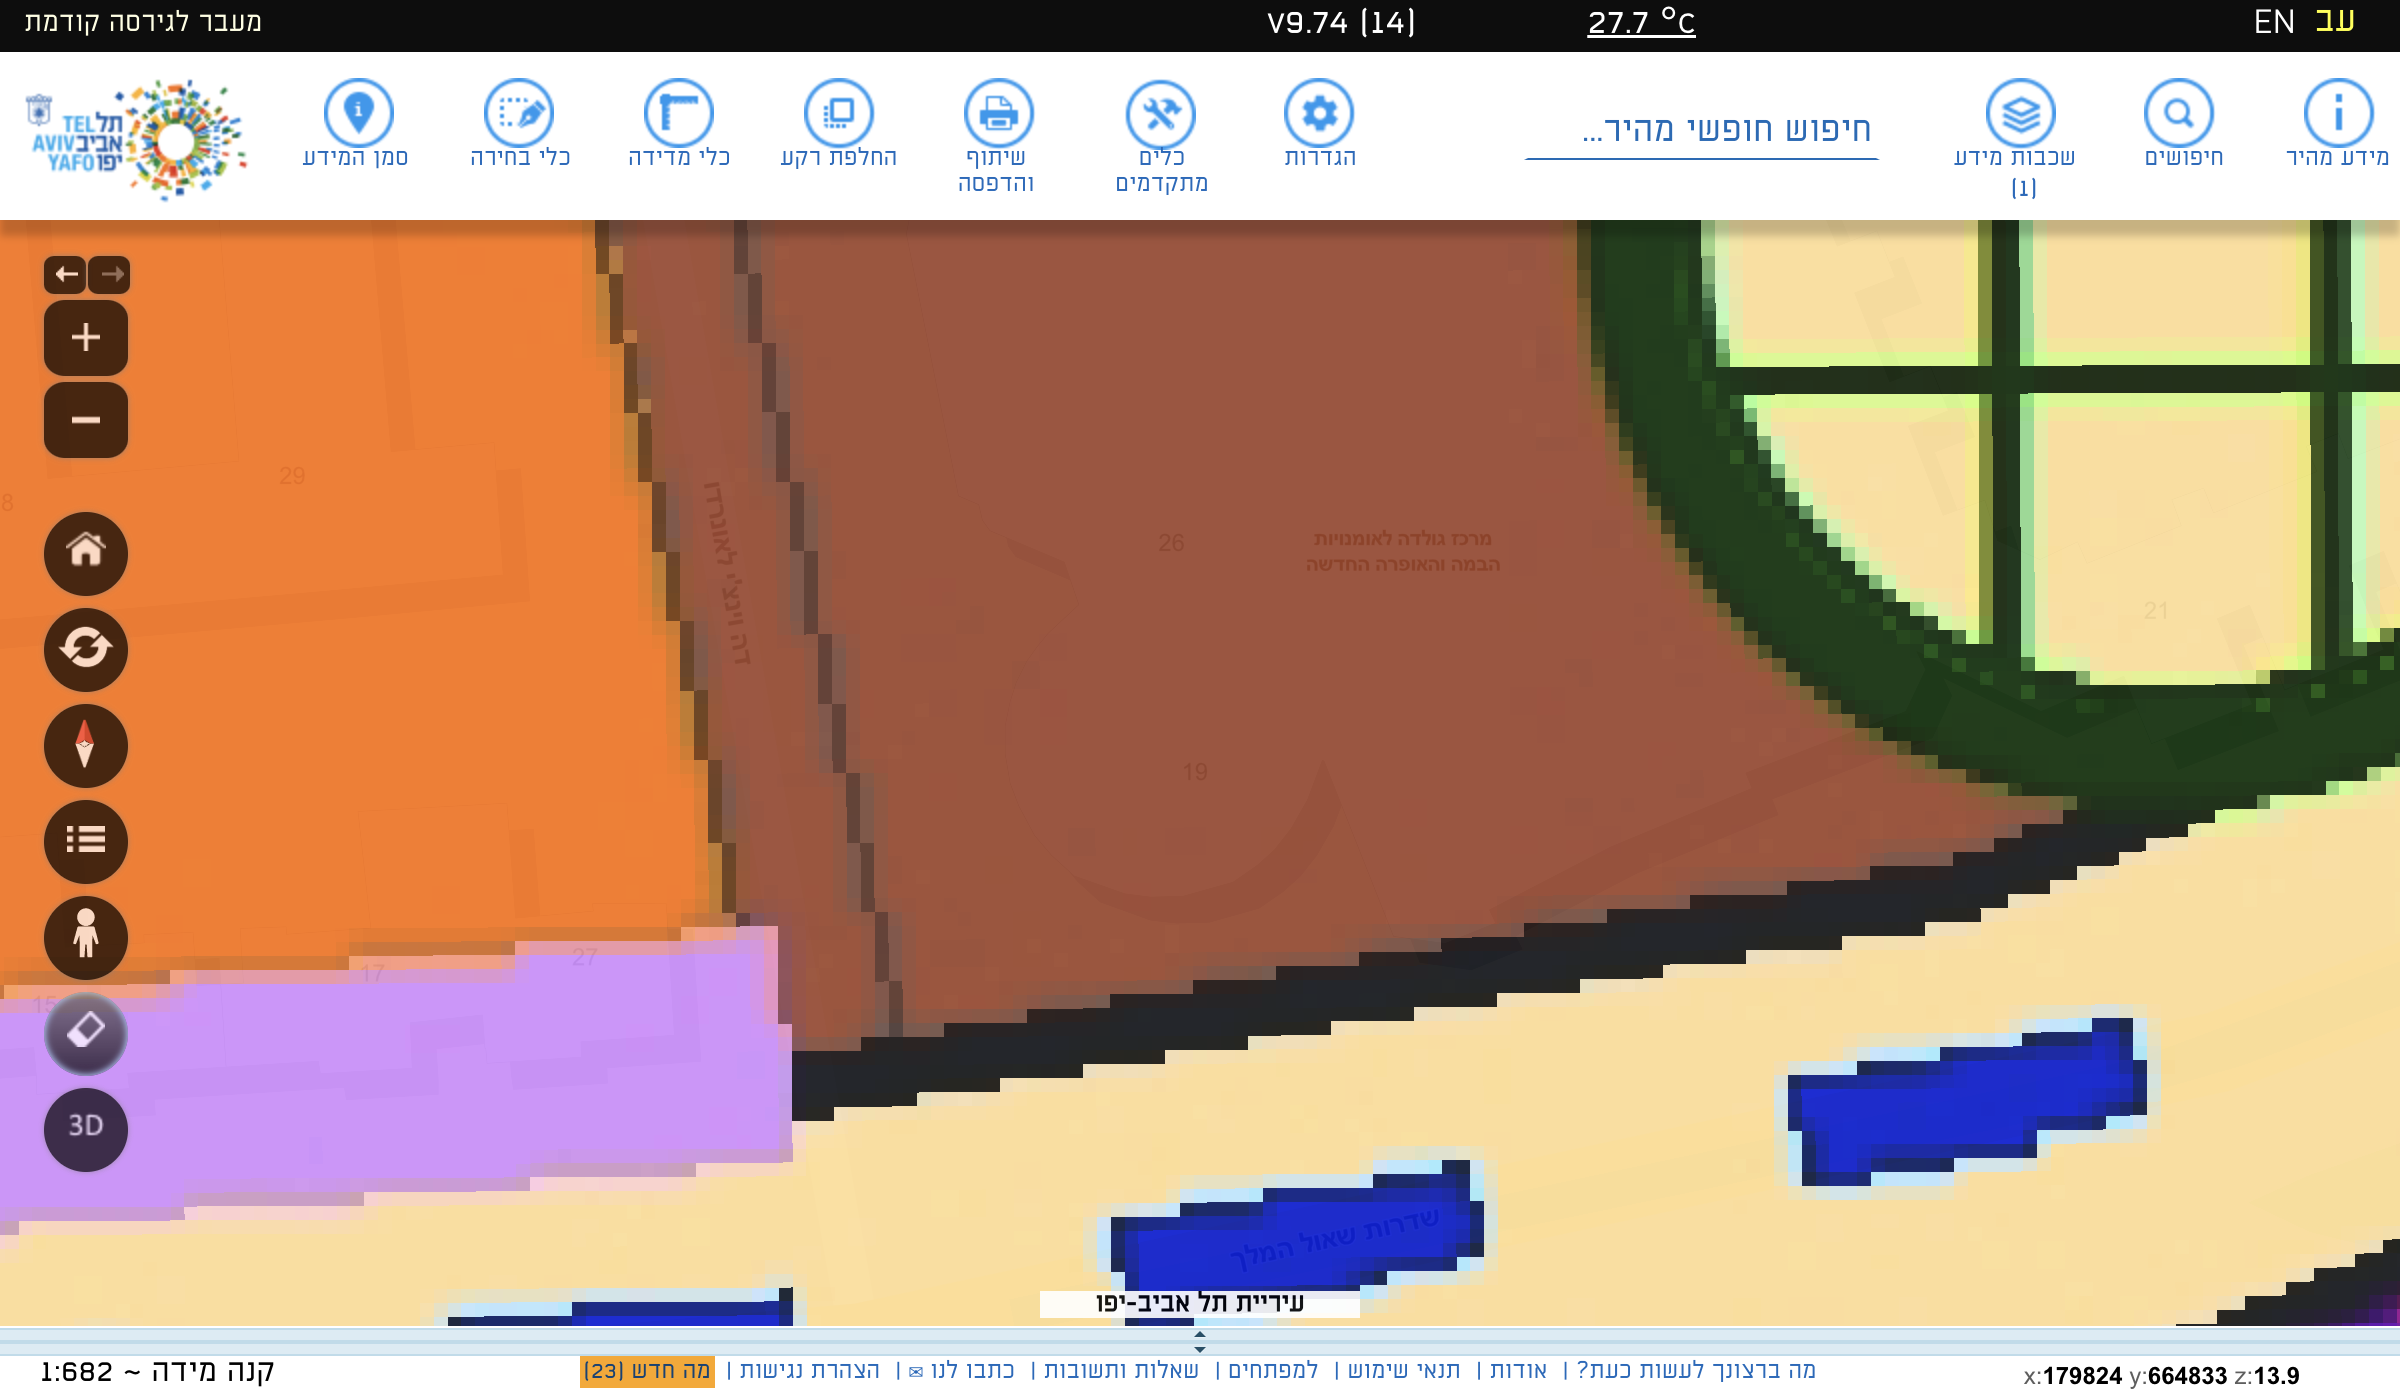 עב EN
27.7 °C
V9.74 (14)
מעבר לגירסה קודמת
מידע מהיר
חיפושים
שכבות מידע
(1)
חיפוש חופשי מהיר...
הגדרות
כלים
מתקדמים
שיתוף
והדפסה
החלפת רקע
כלי מדידה
כלי בחירה
סמן המידע
תל
אביב
יפו
TEL
AVIV
YAFO
29
8
26
מרכז גולדה לאומנויות
הבמה והאופרה החדשה
דה וינצ'י לאונרדו
21
19
27
17
15
3D
שדרות שאול המלך
עיריית תל אביב-יפו
מה ברצונך לעשות כעת? | אודות | תנאי שימוש | למפתחים | שאלות ותשובות | כתבו לנו ✉ | הצהרת נגישות | מה חדש (23)
x:179824 y:664833 z:13.9
קנה מידה ~ 1:682